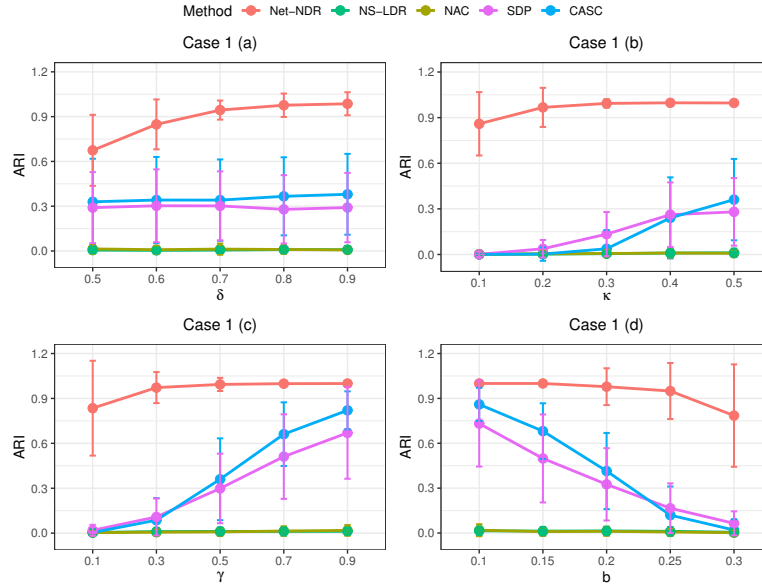 Method Net−NDR NS−LDR NAC SDP CASC
Case 1 (a)
1.2
0.9
0.6
0.3
0.0
ARI
0.5 0.6 0.7 0.8 0.9
δ
Case 1 (b)
1.2
0.9
0.6
0.3
0.0
ARI
0.1 0.2 0.3 0.4 0.5
κ
Case 1 (c)
1.2
0.9
0.6
0.3
0.0
ARI
0.1 0.3 0.5 0.7 0.9
γ
Case 1 (d)
1.2
0.9
0.6
0.3
0.0
ARI
0.1 0.15 0.2 0.25 0.3
b